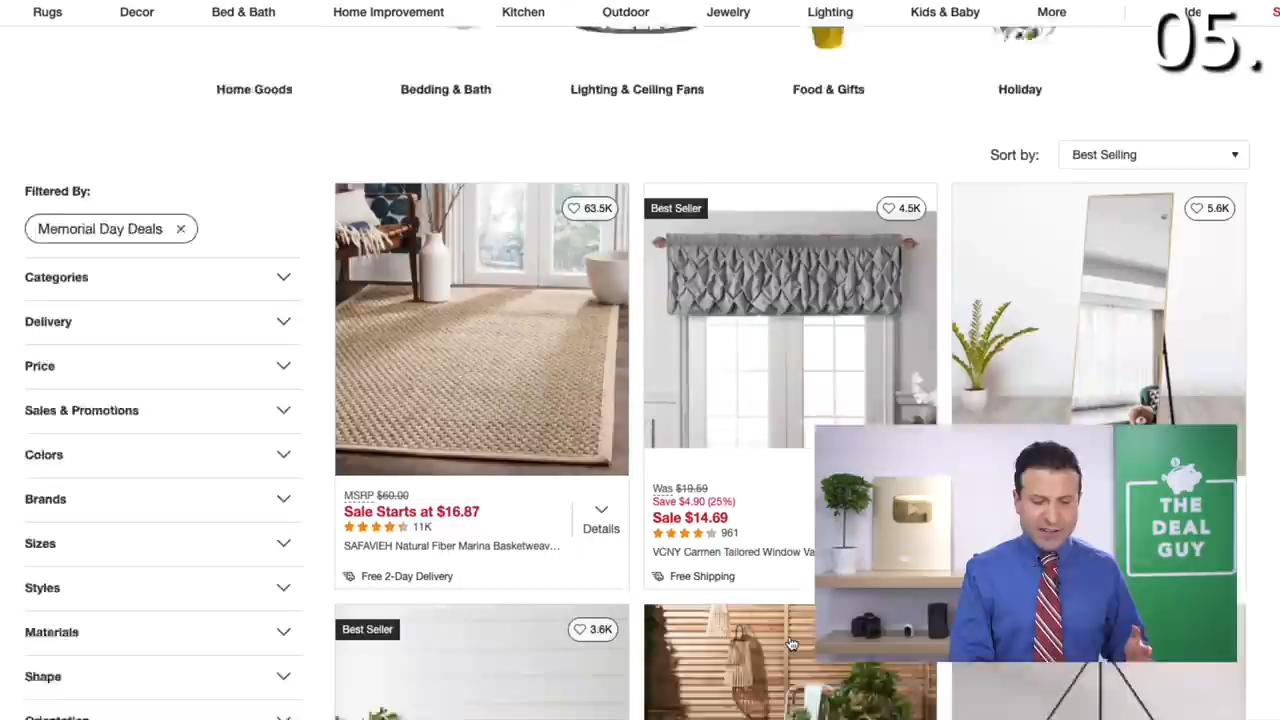 Rugs Decor Bed & Bath Home Improvement Kitchen Outdoor Jewelry Lighting Kids & Baby More
05.
Home Goods Bedding & Bath Lighting & Ceiling Fans Food & Gifts Holiday
Sort by: Best Selling
Filtered By:
Memorial Day Deals
Categories
Delivery
Price
Sales & Promotions
Colors
Brands
Sizes
Styles
Materials
Shape
Orientation
63.5K
MSRP $60.00
Sale Starts at $16.87
11K
SAFAVIEH Natural Fiber Marina Basketweav…
Free 2-Day Delivery
Details
Best Seller
4.5K
Was $19.59
Save $4.90 (25%)
Sale $14.69
961
VCNY Carmen Tailored Window Va
Free Shipping
5.6K
Best Seller
3.6K
THE
DEAL
GUY